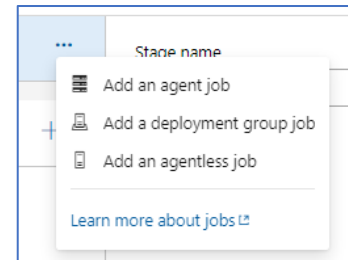 ...
Stage name
Add an agent job
Add a deployment group job
Add an agentless job
Learn more about jobs